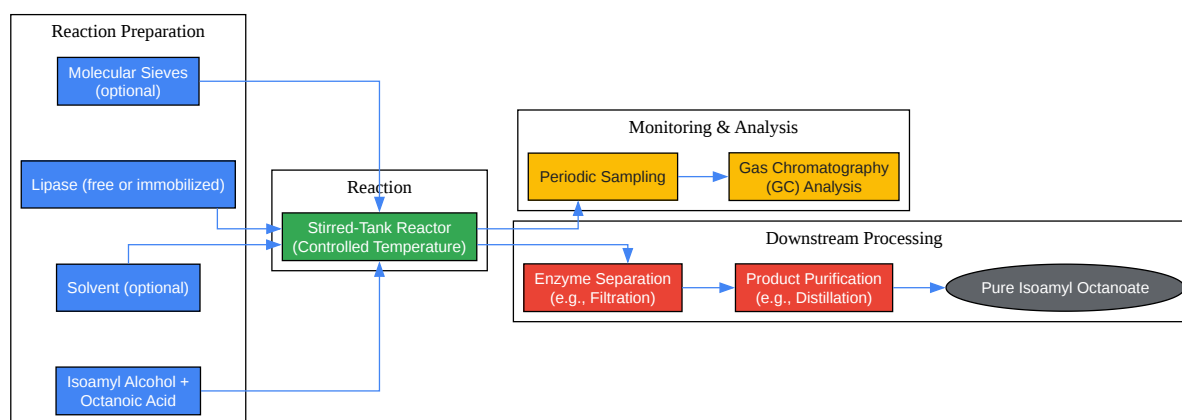 Reaction Preparation
Molecular Sieves
(optional)
Lipase (free or immobilized)
Solvent (optional)
Isoamyl Alcohol +
Octanoic Acid
Reaction
Stirred-Tank Reactor
(Controlled Temperature)
Monitoring & Analysis
Periodic Sampling
Gas Chromatography
(GC) Analysis
Downstream Processing
Enzyme Separation
(e.g., Filtration)
Product Purification
(e.g., Distillation)
Pure Isoamyl Octanoate